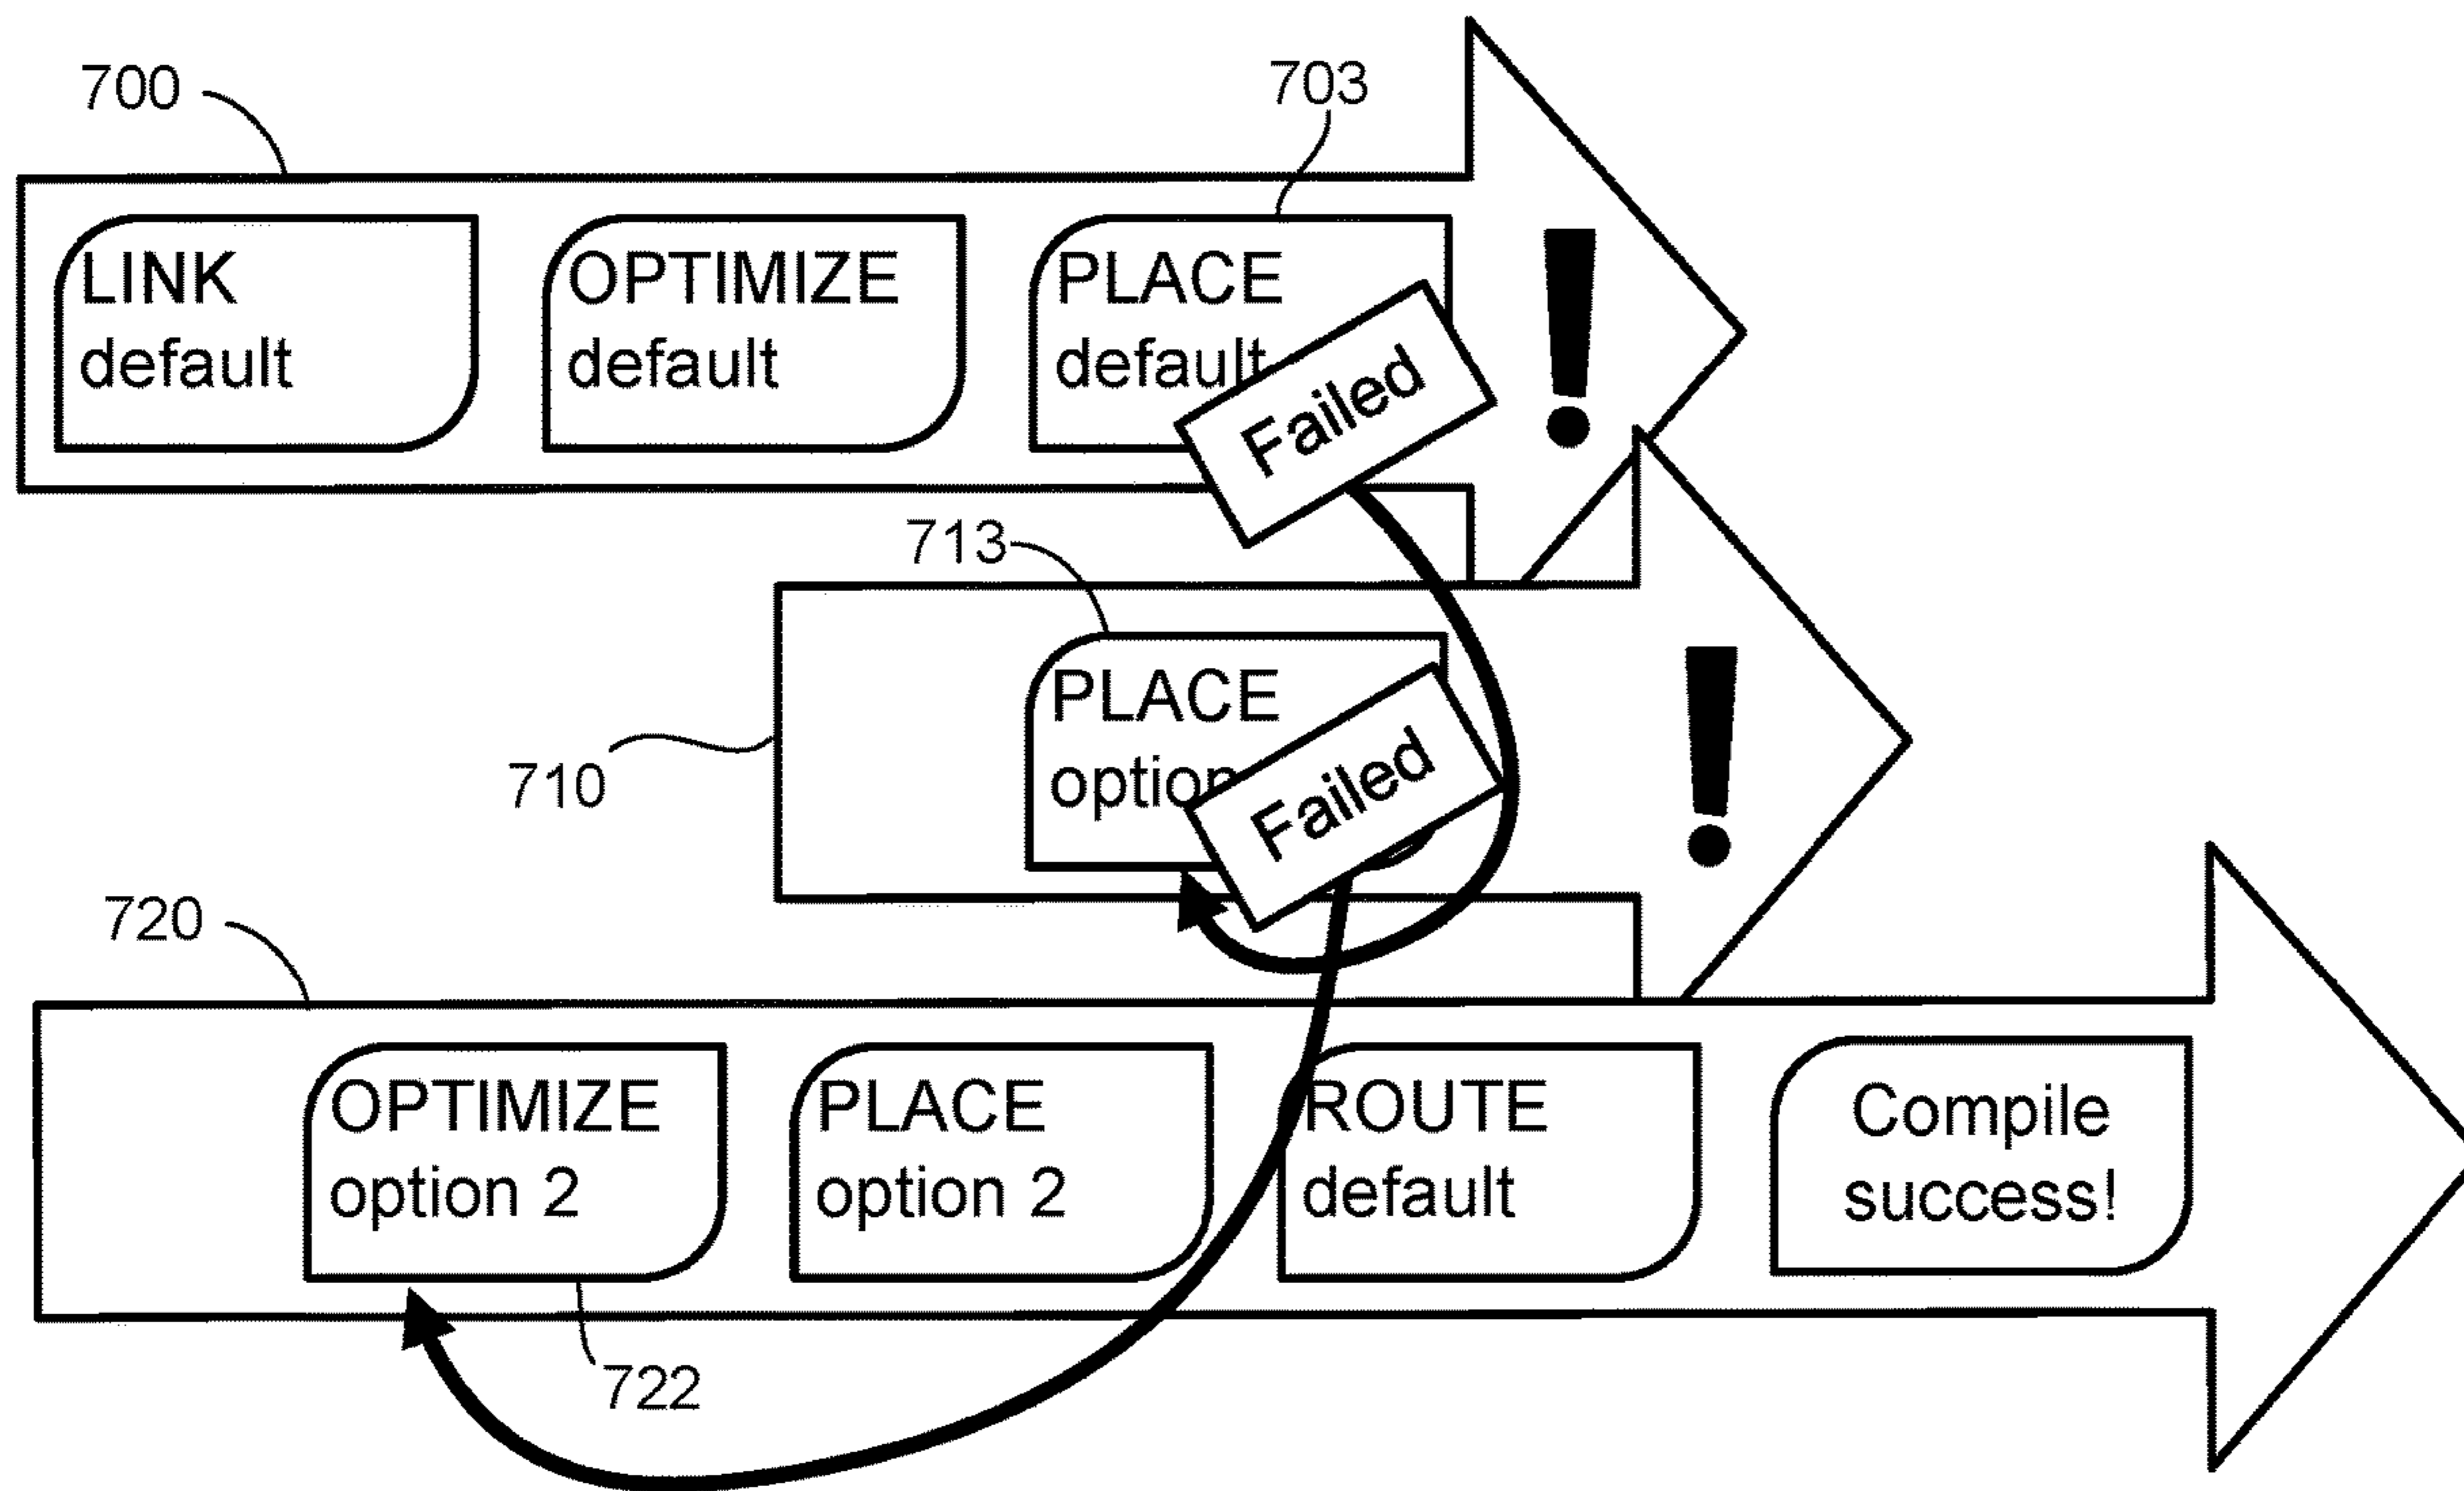 700
703
LINK
default
OPTIMIZE
default
PLACE
default
Failed
!
713
PLACE
option
Failed
!
710
720
OPTIMIZE
option 2
PLACE
option 2
ROUTE
default
Compile
success!
722